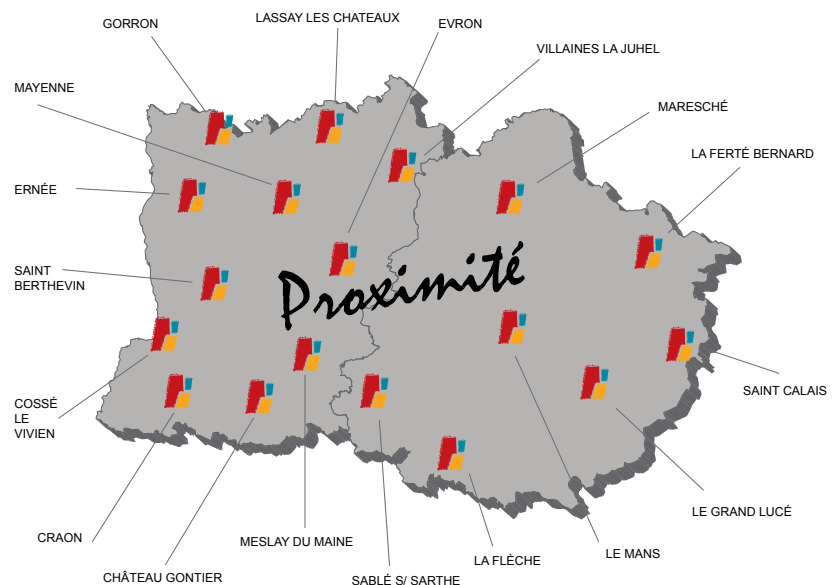 LASSAY LES CHATEAUX
GORRON
EVRON
VILLAINES LA JUHEL
MAYENNE
MARESCHÉ
LA FERTÉ BERNARD
ERNÉE
SAINT
BERTHEVIN
Proximité
SAINT CALAIS
COSSÉ
LE
VIVIEN
LE GRAND LUCÉ
CRAON
MESLAY DU MAINE
LE MANS
LA FLÈCHE
CHÂTEAU GONTIER
SABLÉ S/ SARTHE